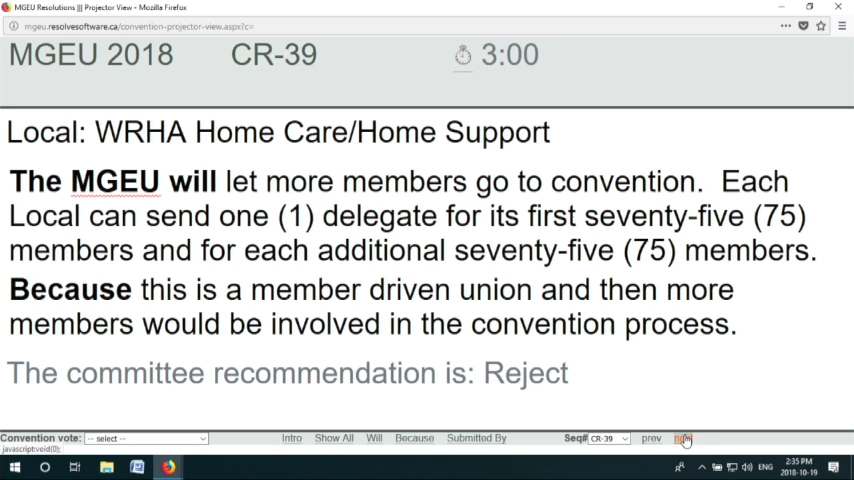 MGEU Resolutions ||| Projector View - Mozilla Firefox
mgeu.resolvesoftware.ca/convention-projector-view.aspx?c=
MGEU 2018 CR-39 3:00
Local: WRHA Home Care/Home Support
The MGEU will let more members go to convention. Each
Local can send one (1) delegate for its first seventy-five (75)
members and for each additional seventy-five (75) members.
Because this is a member driven union and then more
members would be involved in the convention process.
The committee recommendation is: Reject
Convention vote: -- select -- Intro Show All Will Because Submitted By Seq# CR-39 prev next
javascript:void(0);
ENG 2:35 PM
2018-10-19